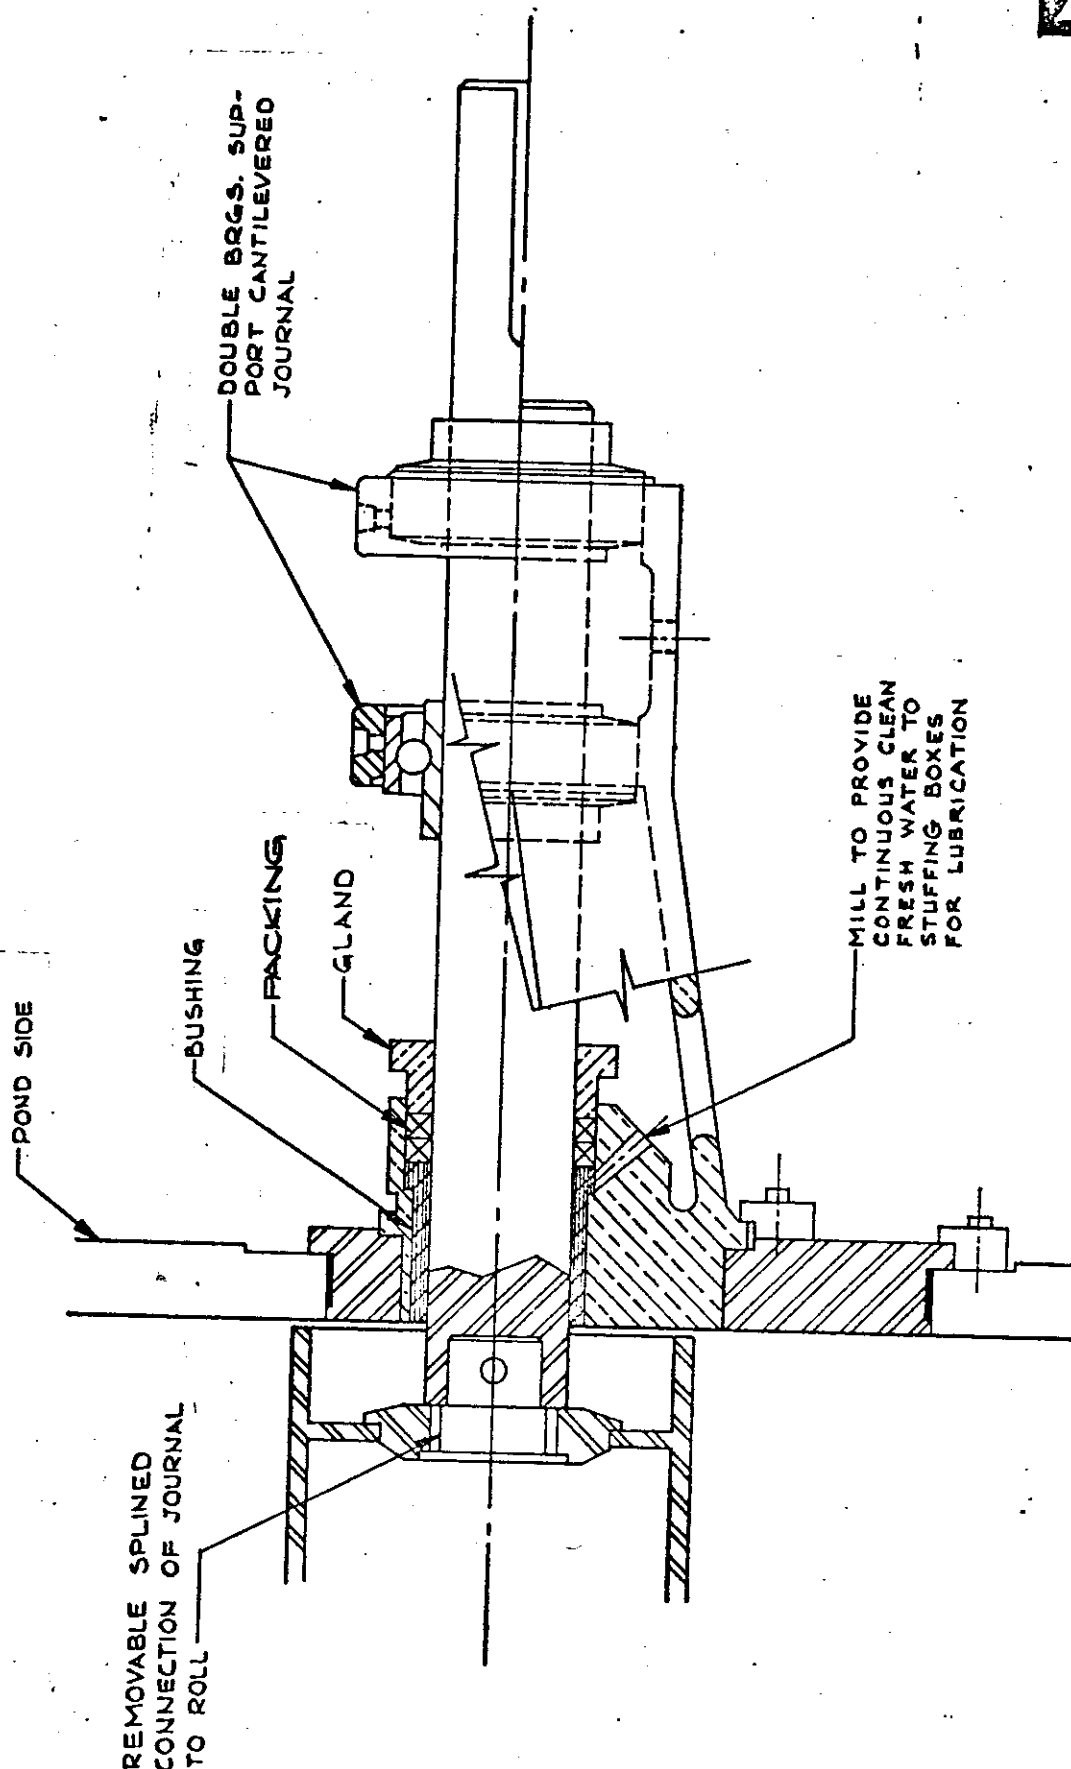 POND SIDE
BUSHING
PACKING
GLAND
DOUBLE BRGS. SUP-
PORT CANTILEVERED
JOURNAL
REMOVABLE SPLINED
CONNECTION OF JOURNAL
TO ROLL
MILL TO PROVIDE
CONTINUOUS CLEAN
FRESH WATER TO
STUFFING BOXES
FOR LUBRICATION